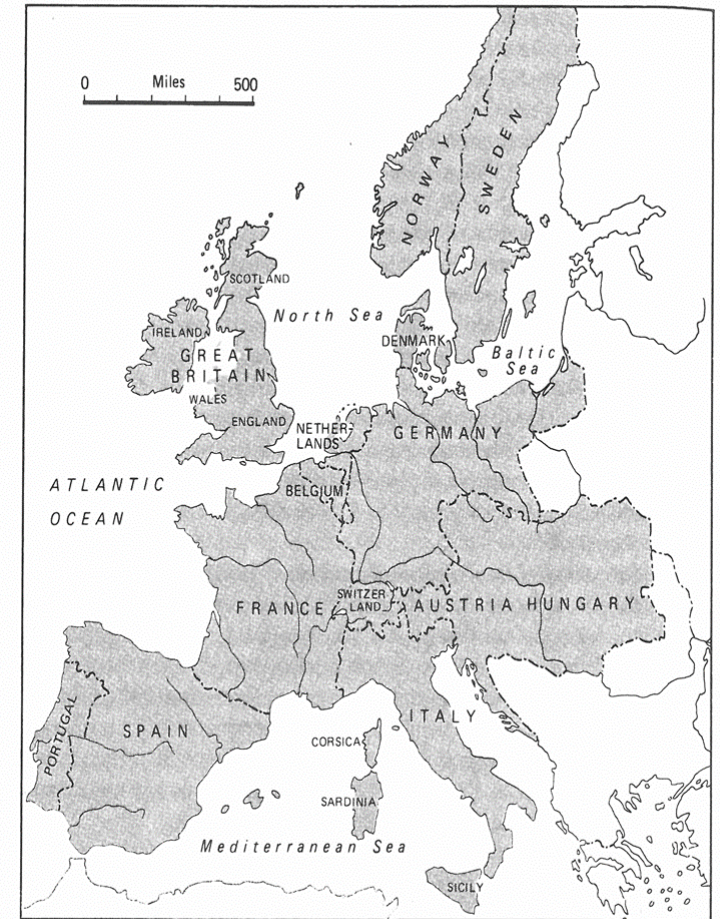 0 Miles 500
NORWAY
SWEDEN
SCOTLAND
North Sea
IRELAND
DENMARK
GREAT
BRITAIN
Baltic
Sea
WALES
ENGLAND
NETHER-
LANDS
GERMANY
ATLANTIC
OCEAN
BELGIUM
SWITZER
LAND
FRANCE
AUSTRIA HUNGARY
PORTUGAL
SPAIN
ITALY
CORSICA
SARDINIA
Mediterranean Sea
SICILY